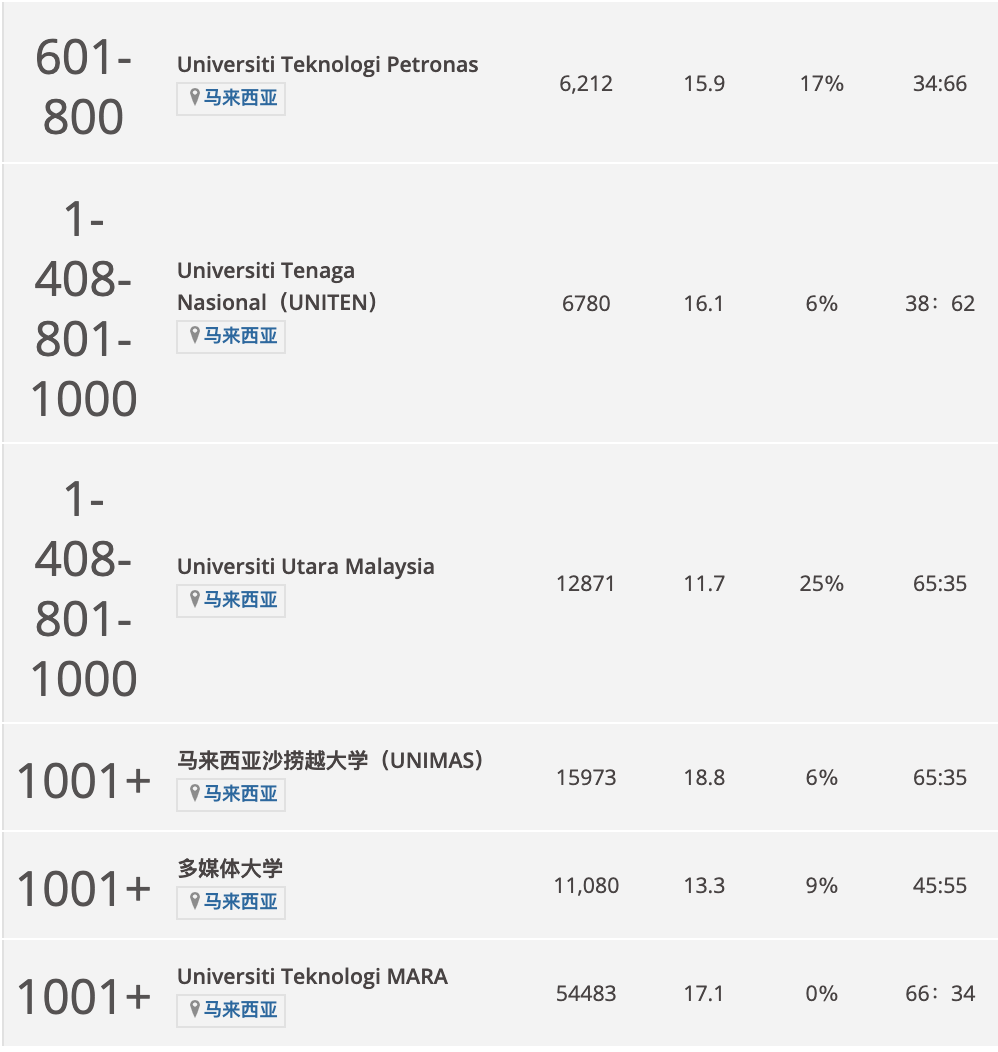 601-
800
Universiti Teknologi Petronas
马来西亚
6,212
15.9
17%
34:66
1-
408-
801-
1000
Universiti Tenaga
Nasional（UNITEN）
马来西亚
6780
16.1
6%
38：62
1-
408-
801-
1000
Universiti Utara Malaysia
马来西亚
12871
11.7
25%
65:35
1001+
马来西亚沙捞越大学（UNIMAS）
马来西亚
15973
18.8
6%
65:35
1001+
多媒体大学
马来西亚
11,080
13.3
9%
45:55
1001+
Universiti Teknologi MARA
马来西亚
54483
17.1
0%
66：34